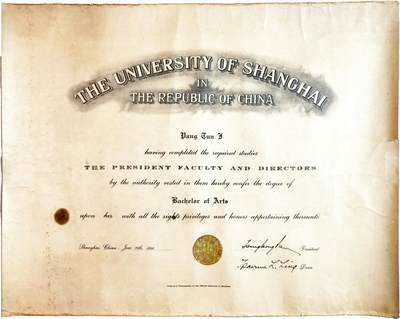 THE UNIVERSITY OF SHANGHAI
IN
THE REPUBLIC OF CHINA
Pang Tun I
having completed the required studies
THE PRESIDENT FACULTY AND DIRECTORS
by the authority vested in them hereby confer the degree of
Bachelor of Arts
upon her with all the rights privileges and honors appertaining thereunto
Shanghai, China
President
Dean